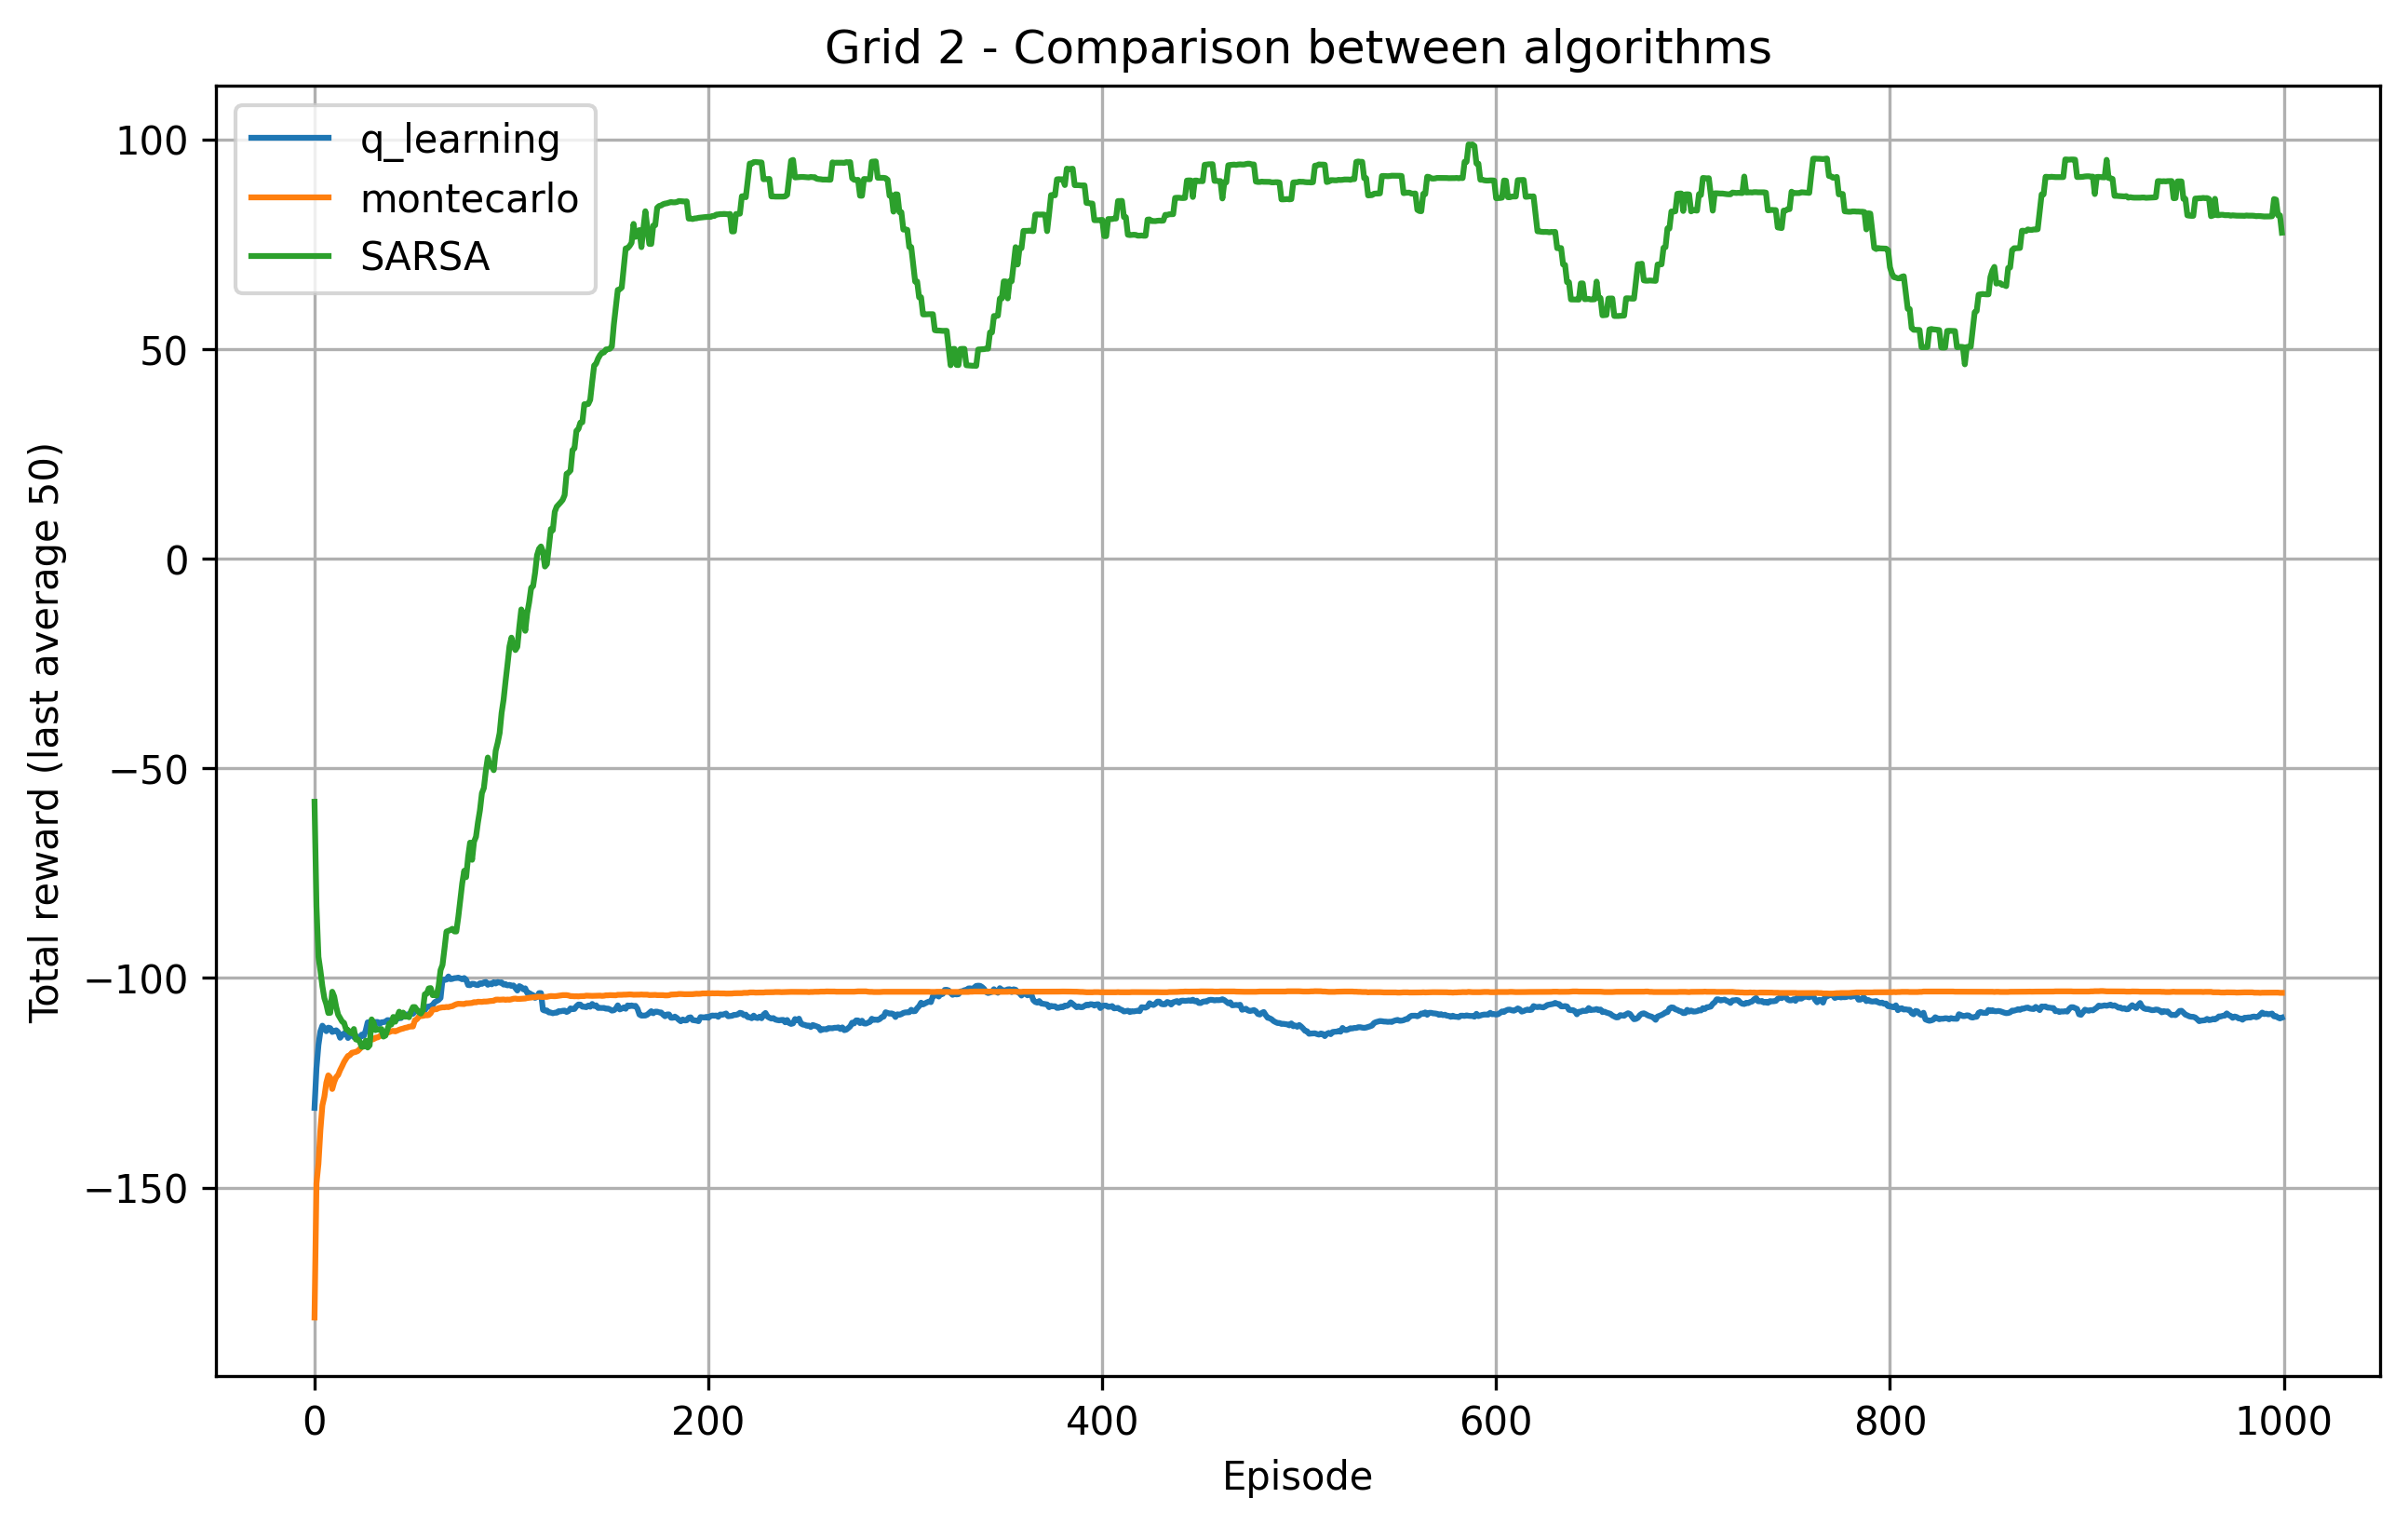 Grid 2 - Comparison between algorithms
q_learning
montecarlo
SARSA
100
50
0
−50
−100
−150
Total reward (last average 50)
0
200
400
600
800
1000
Episode